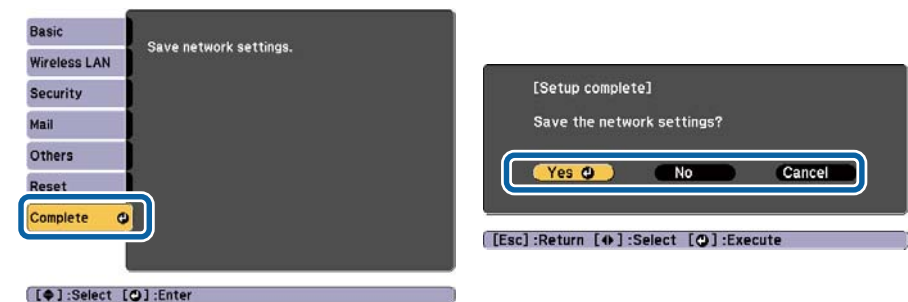 Basic
Wireless LAN
Security
Mail
Others
Reset
Complete
Save network settings.
[◆]:Select [⏎]:Enter
[Setup complete]
Save the network settings?
Yes No Cancel
[Esc]:Return [◀▶]:Select [⏎]:Execute